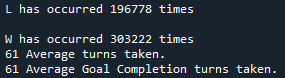 L has occurred 196778 times
W has occurred 303222 times
61 Average turns taken.
61 Average Goal Completion turns taken.